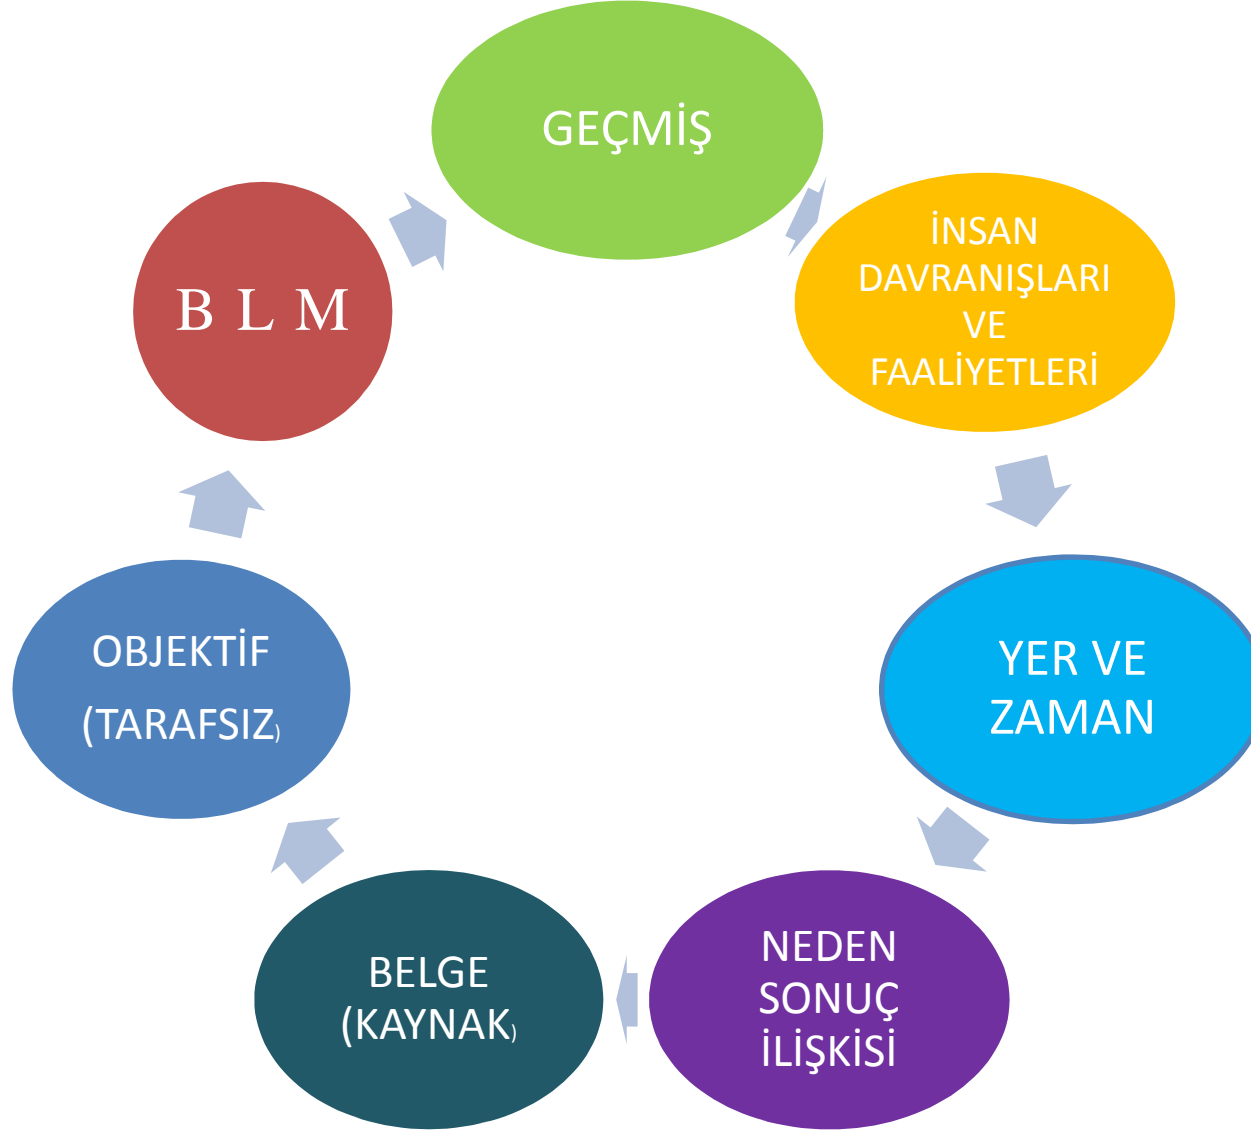 GEÇMİŞ
İNSAN
DAVRANIŞLARI
VE
FAALİYETLERİ
YER VE
ZAMAN
NEDEN
SONUÇ
İLİŞKİSİ
BELGE
(KAYNAK)
OBJEKTİF
(TARAFSIZ)
B L M